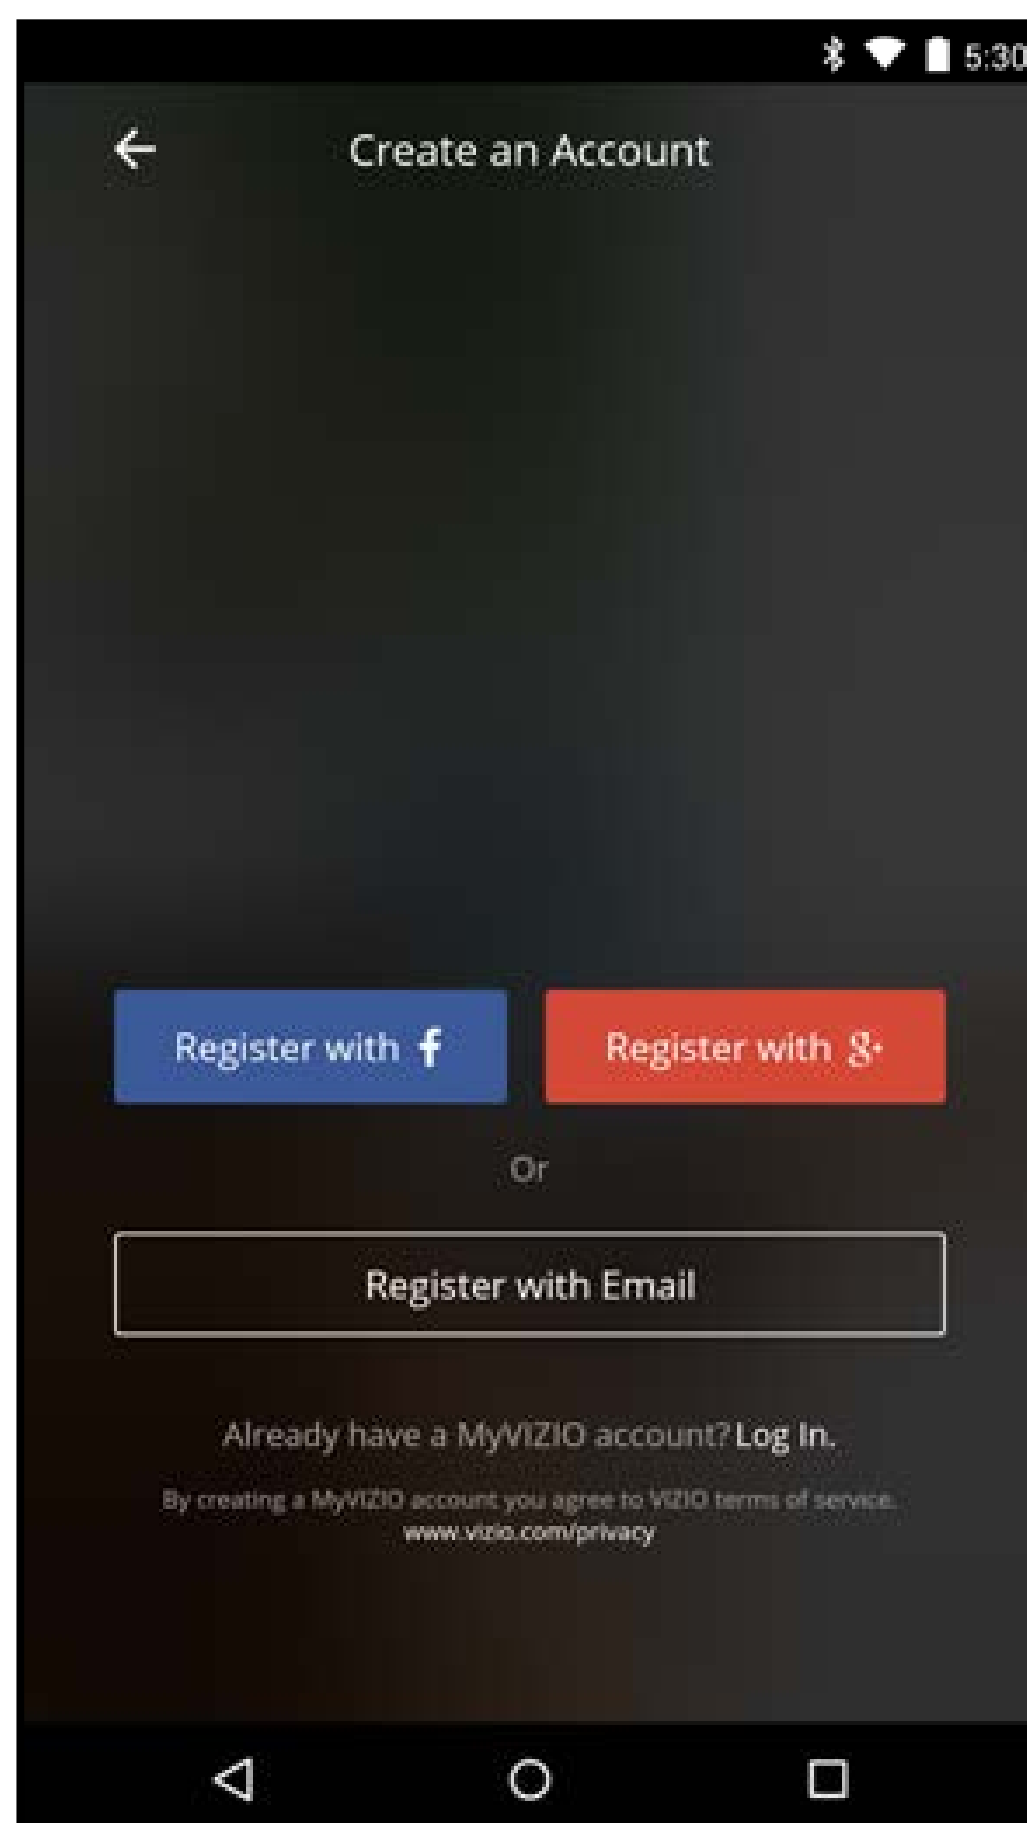 5:30
Create an Account
Register with f
Register with g+
Or
Register with Email
Already have a MyVIZIO account? Log In.
By creating a MyVIZIO account you agree to VIZIO terms of service.
www.vizio.com/privacy